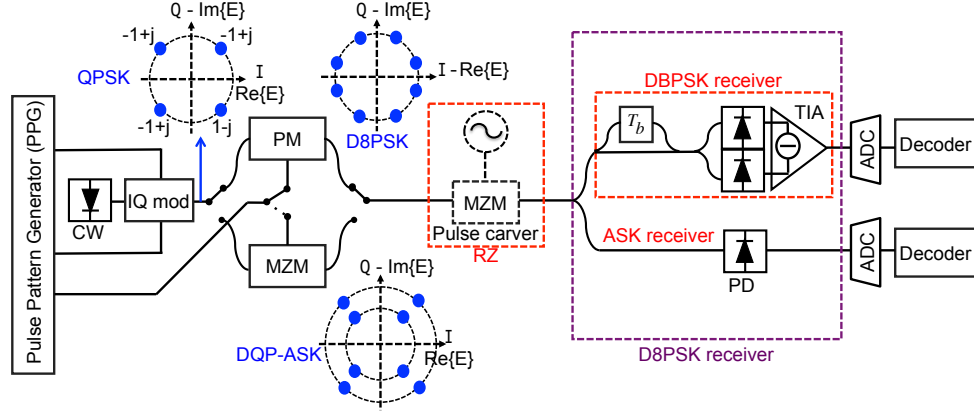 Q - Im{E}
-1+j
-1+j
QPSK
I
Re{E}
-1+j
1-j
Q - Im{E}
I - Re{E}
D8PSK
Pulse Pattern Generator (PPG)
CW
IQ mod
PM
MZM
MZM
Pulse carver
RZ
DBPSK receiver
T_b
TIA
ADC
Decoder
ASK receiver
PD
ADC
Decoder
D8PSK receiver
Q - Im{E}
I
Re{E}
DQP-ASK